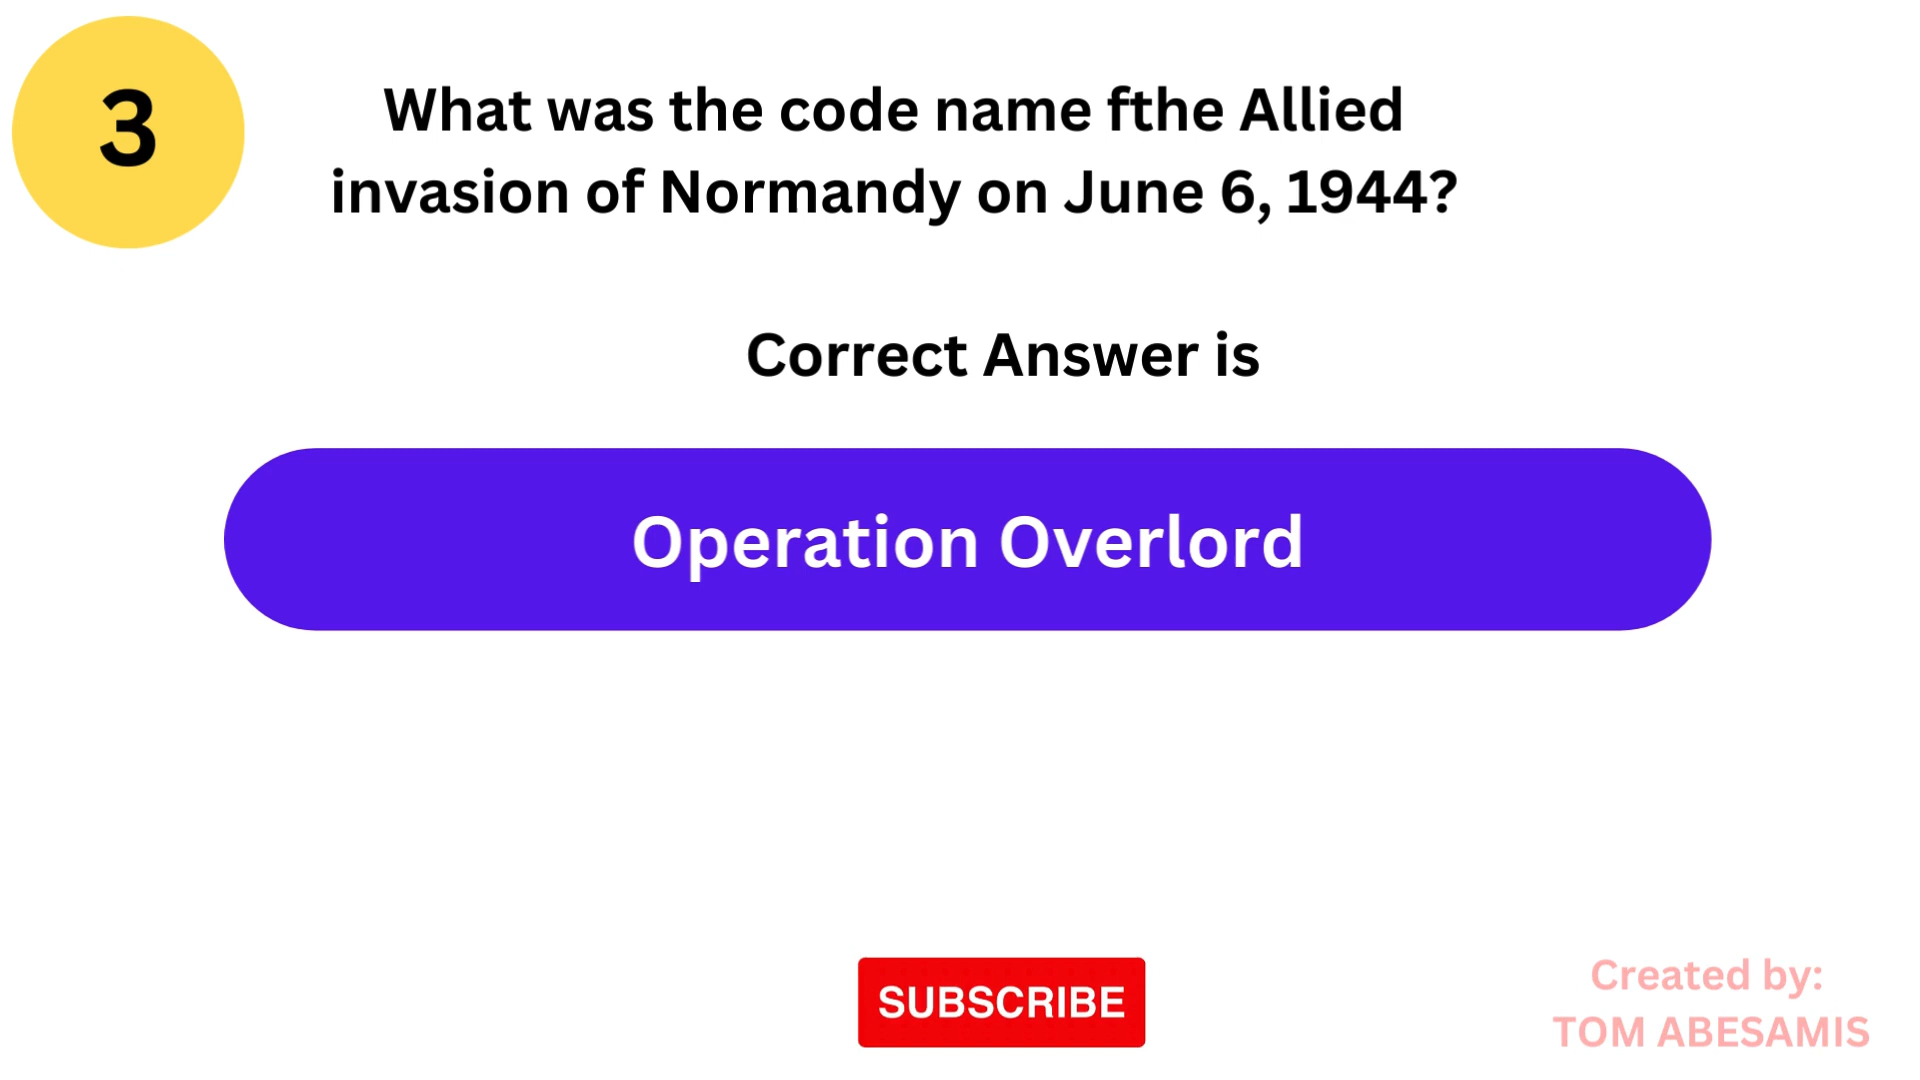 3
What was the code name fthe Allied
invasion of Normandy on June 6, 1944?
Correct Answer is
Operation Overlord
SUBSCRIBE
Created by:
TOM ABESAMIS